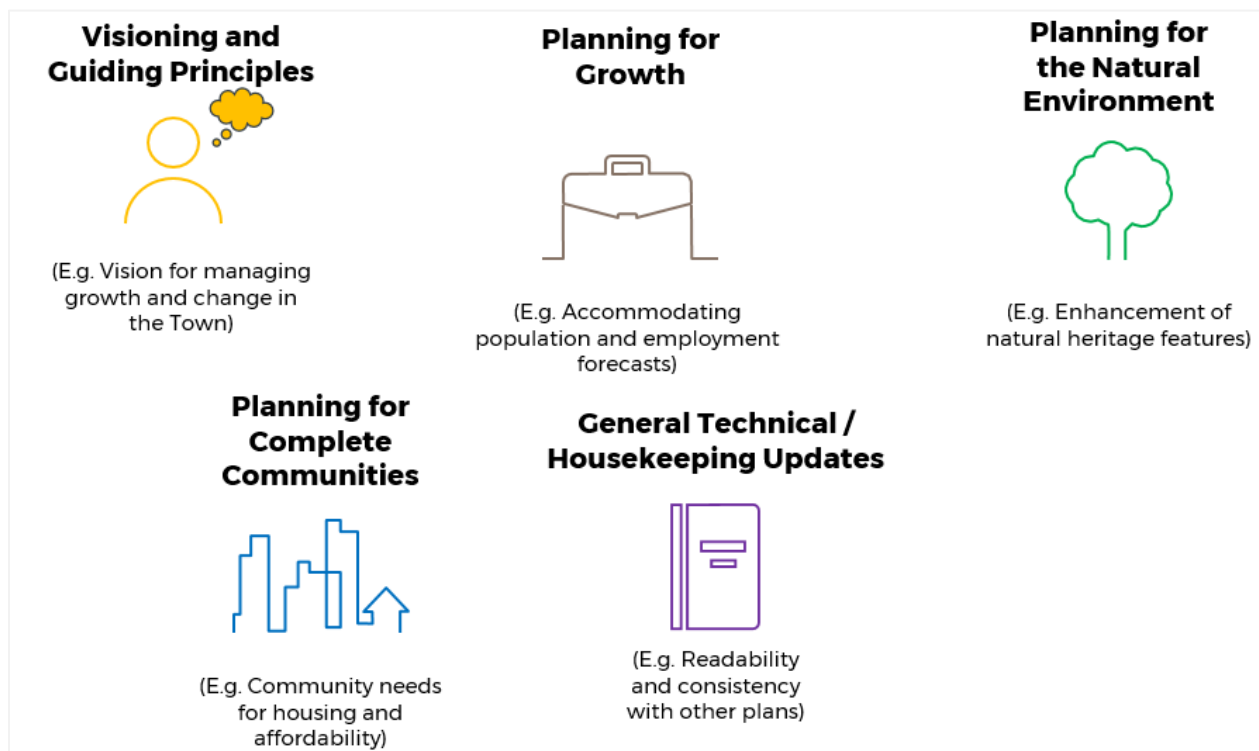 Visioning and
Guiding Principles
(E.g. Vision for managing
growth and change in
the Town)
Planning for
Growth
(E.g. Accommodating
population and employment
forecasts)
Planning for
the Natural
Environment
(E.g. Enhancement of
natural heritage features)
Planning for
Complete
Communities
(E.g. Community needs
for housing and
affordability)
General Technical /
Housekeeping Updates
(E.g. Readability
and consistency
with other plans)